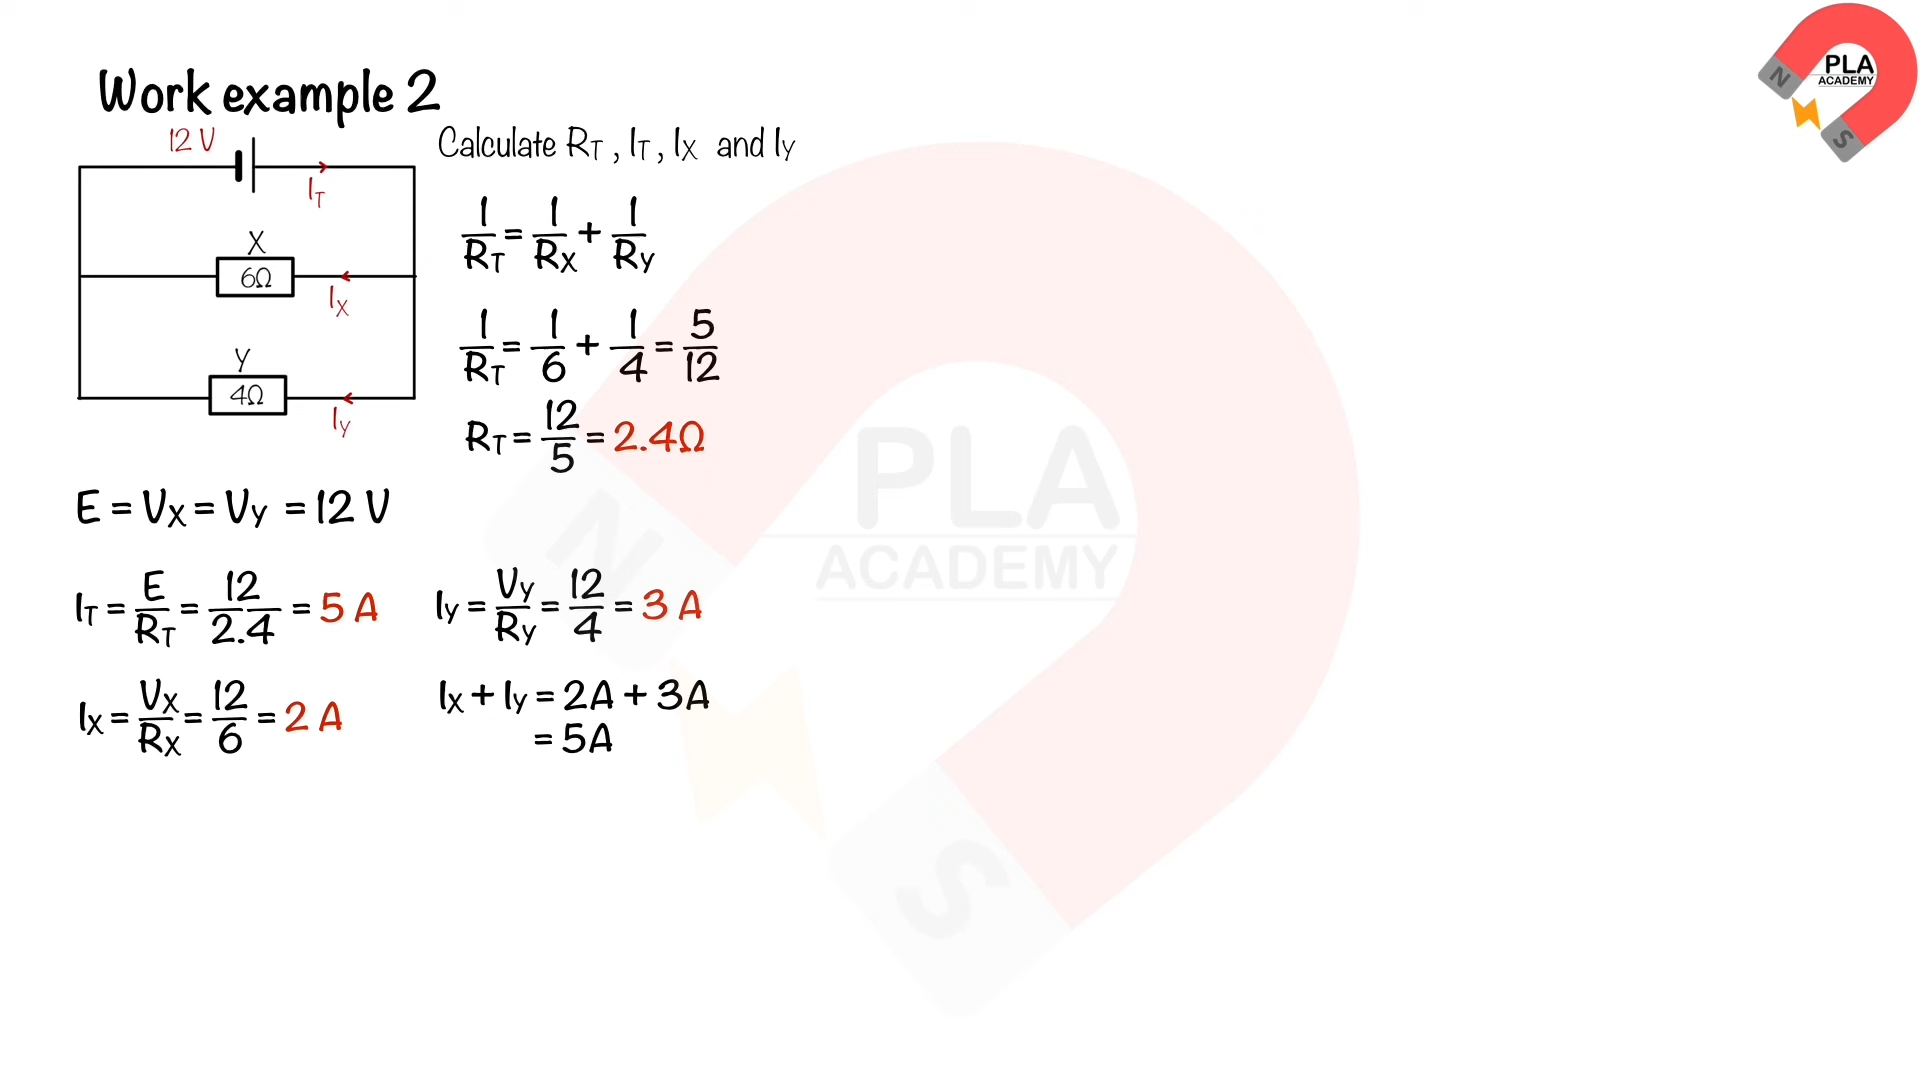 Work example 2
12 V
Calculate RT , IT , IX and IY
IT
X
6Ω
IX
Y
4Ω
IY
1/RT = 1/RX + 1/RY
1/RT = 1/6 + 1/4 = 5/12
RT = 12/5 = 2.4Ω
E = VX = VY = 12 V
IT = E/RT = 12/2.4 = 5 A
IX = VX/RX = 12/6 = 2 A
IY = VY/RY = 12/4 = 3 A
IX + IY = 2A + 3A
= 5A
N
PLA
ACADEMY
S
N
PLA
ACADEMY
S